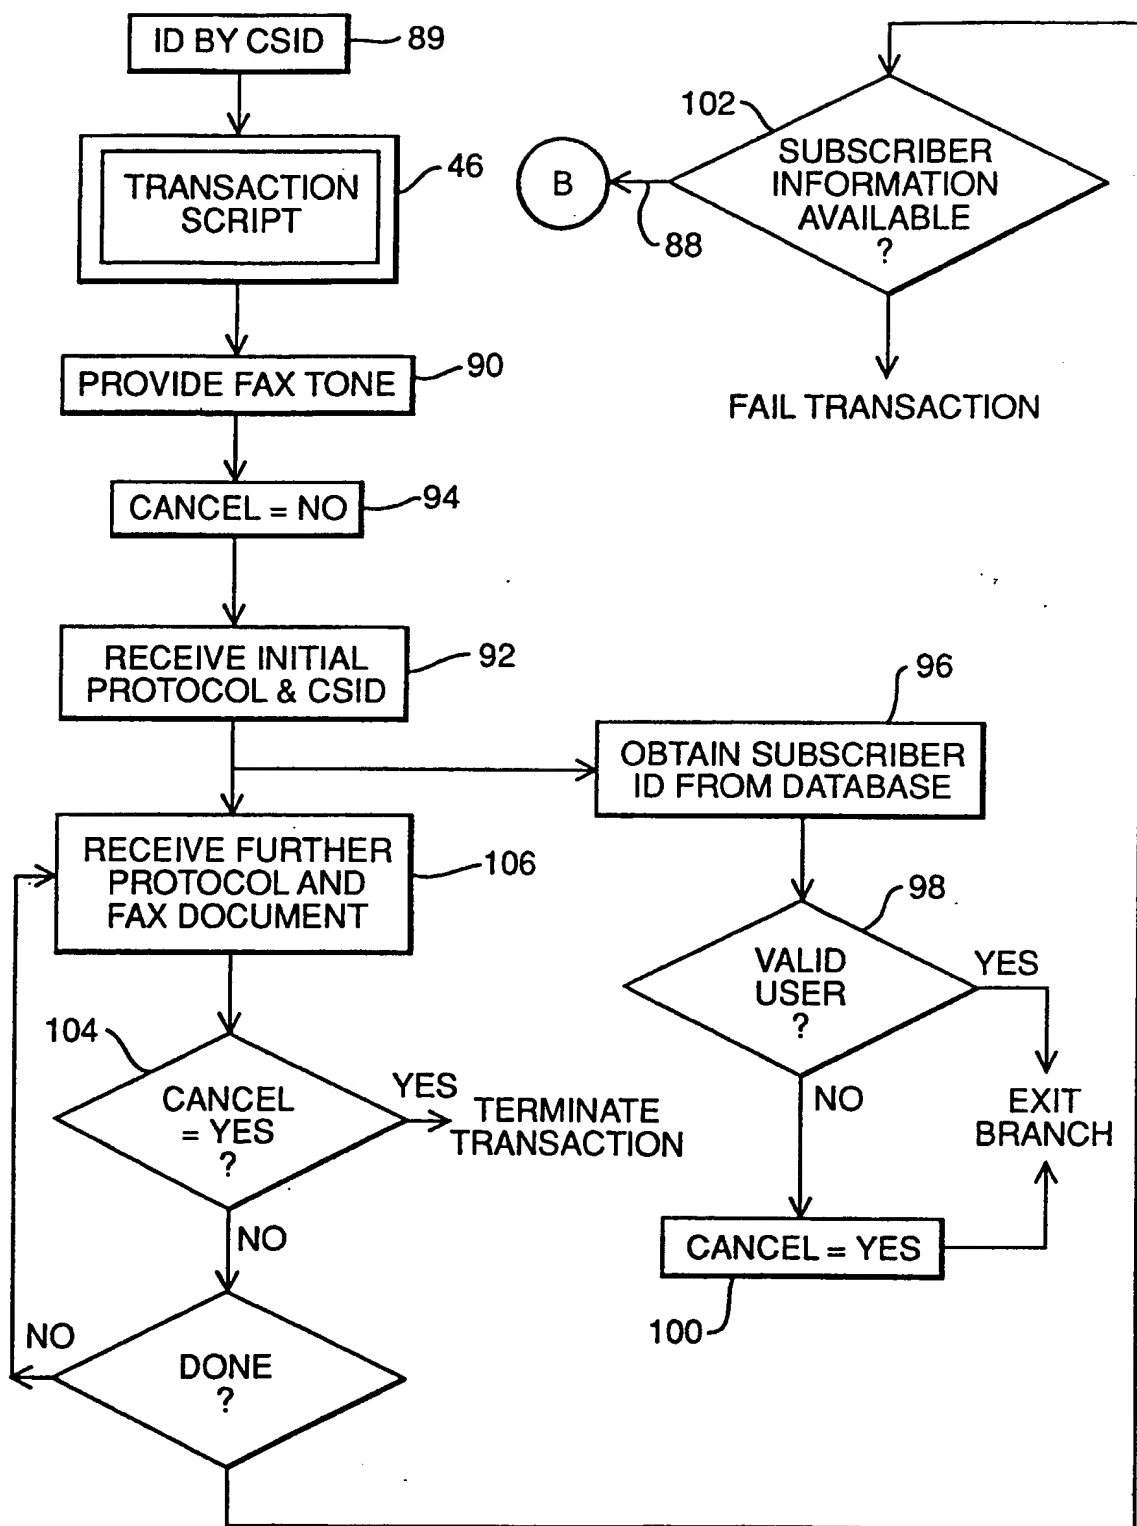 ID BY CSID
89
TRANSACTION
SCRIPT
46
PROVIDE FAX TONE
90
CANCEL = NO
94
RECEIVE INITIAL
PROTOCOL & CSID
92
RECEIVE FURTHER
PROTOCOL AND
FAX DOCUMENT
106
104
CANCEL
= YES
?
YES
TERMINATE
TRANSACTION
NO
DONE
?
NO
102
SUBSCRIBER
INFORMATION
AVAILABLE
?
B
88
FAIL TRANSACTION
96
OBTAIN SUBSCRIBER
ID FROM DATABASE
98
VALID
USER
?
YES
NO
EXIT
BRANCH
CANCEL = YES
100